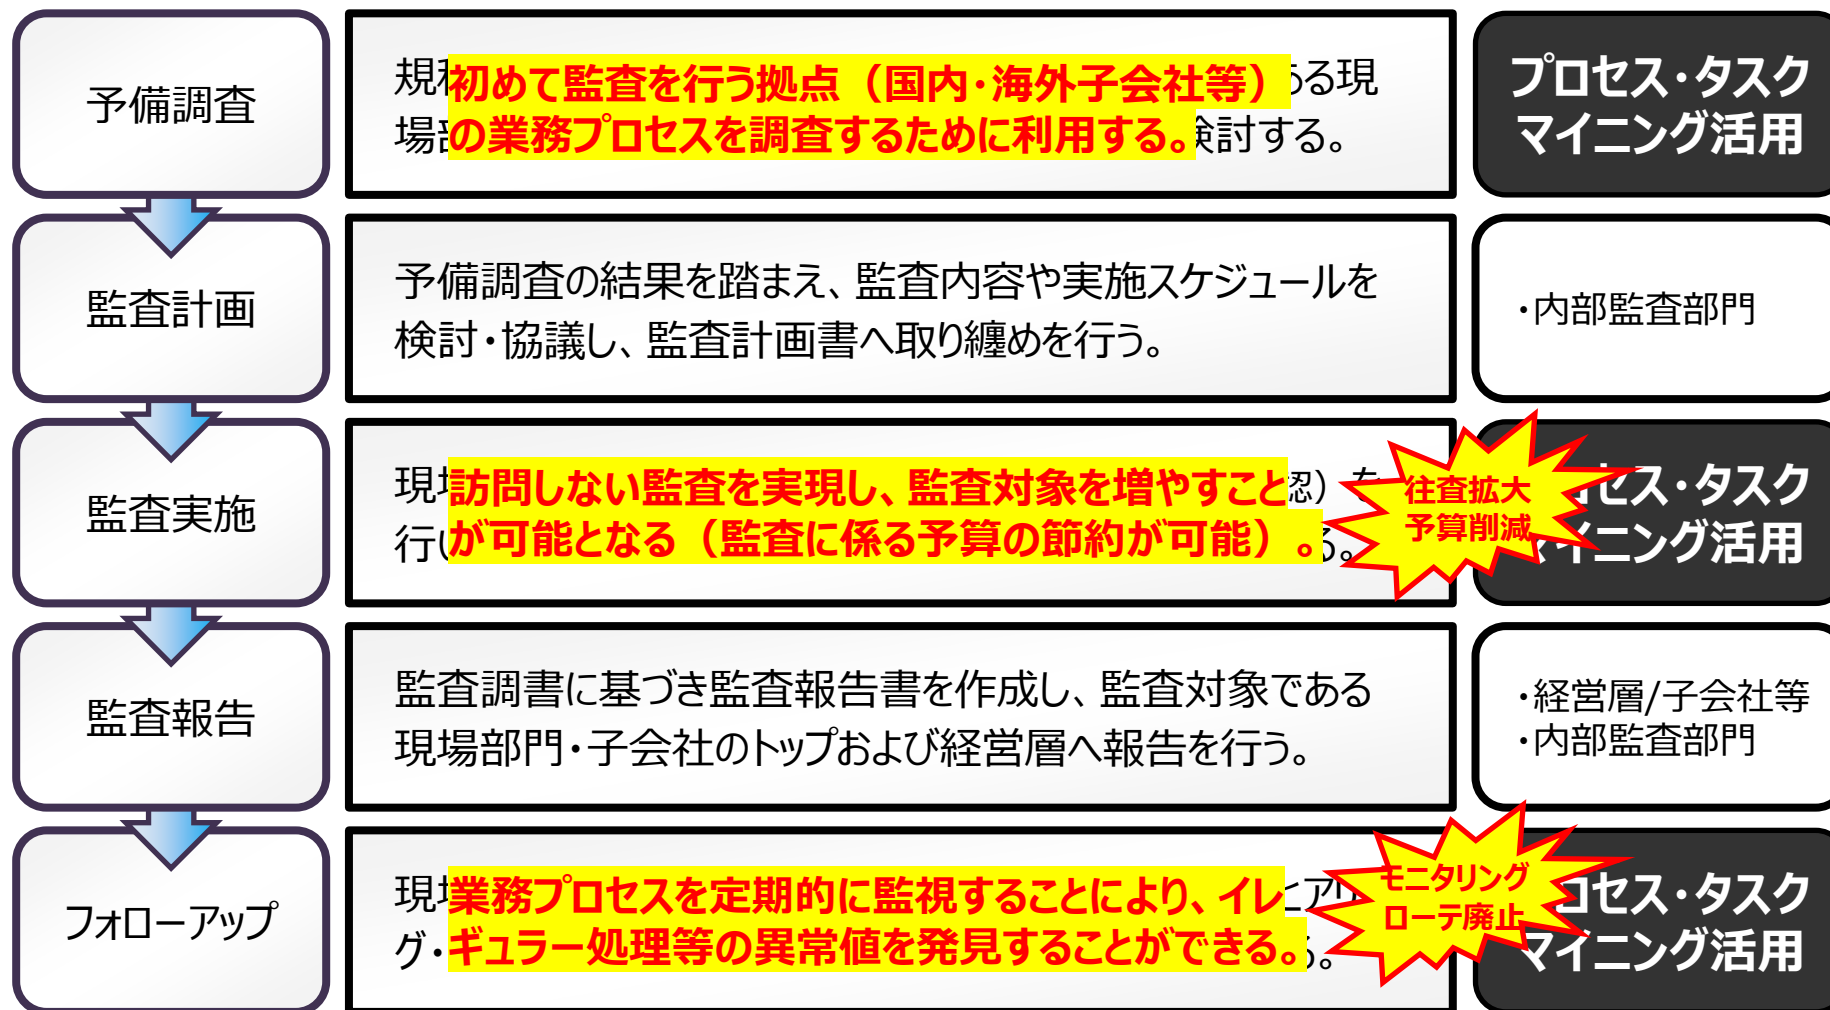 予備調査
規
初めて監査を行う拠点（国内・海外子会社等）
る現
場
の業務プロセスを調査するために利用する。
討する。
プロセス・タスク
マイニング活用
監査計画
予備調査の結果を踏まえ、監査内容や実施スケジュールを
検討・協議し、監査計画書へ取り纏めを行う。
・内部監査部門
監査実施
現
訪問しない監査を実現し、監査対象を増やすこと
認）を
行い
が可能となる（監査に係る予算の節約が可能）。
る。
往査拡大
予算削減
セス・タスク
マイニング活用
監査報告
監査調書に基づき監査報告書を作成し、監査対象である
現場部門・子会社のトップおよび経営層へ報告を行う。
・経営層/子会社等
・内部監査部門
フォローアップ
現
業務プロセスを定期的に監視することにより、イレ
ヒアリ
グ・
ギュラー処理等の異常値を発見することができる。
る。
モニタリング
ローテ廃止
ロセス・タスク
マイニング活用